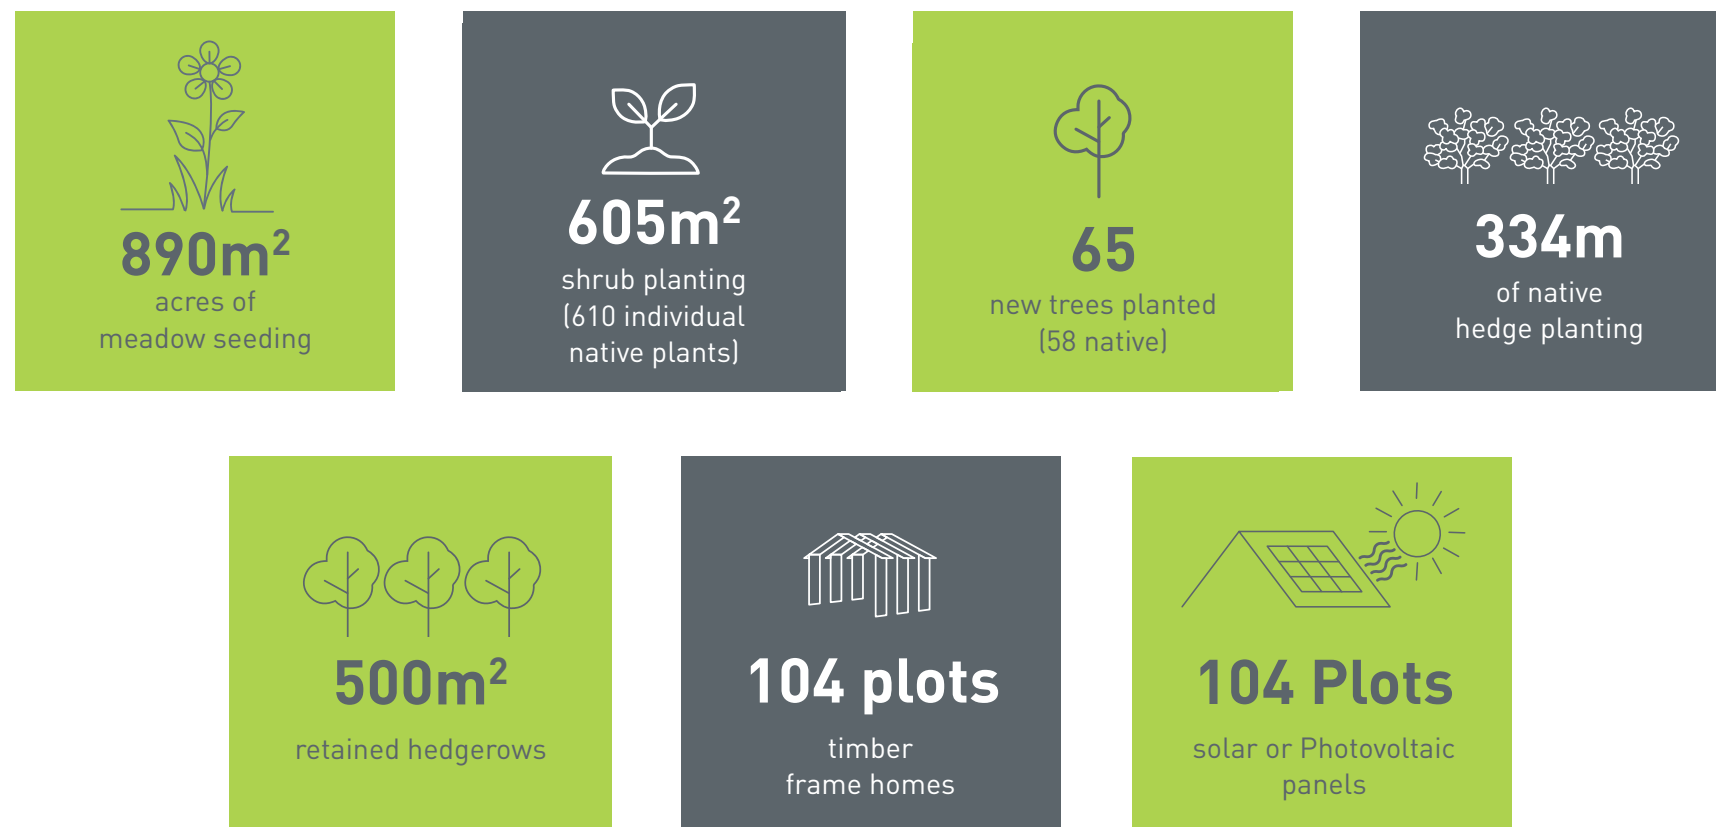 890m²
acres of
meadow seeding
605m²
shrub planting
(610 individual
native plants)
65
new trees planted
(58 native)
334m
of native
hedge planting
500m²
retained hedgerows
104 plots
timber
frame homes
104 Plots
solar or Photovoltaic
panels